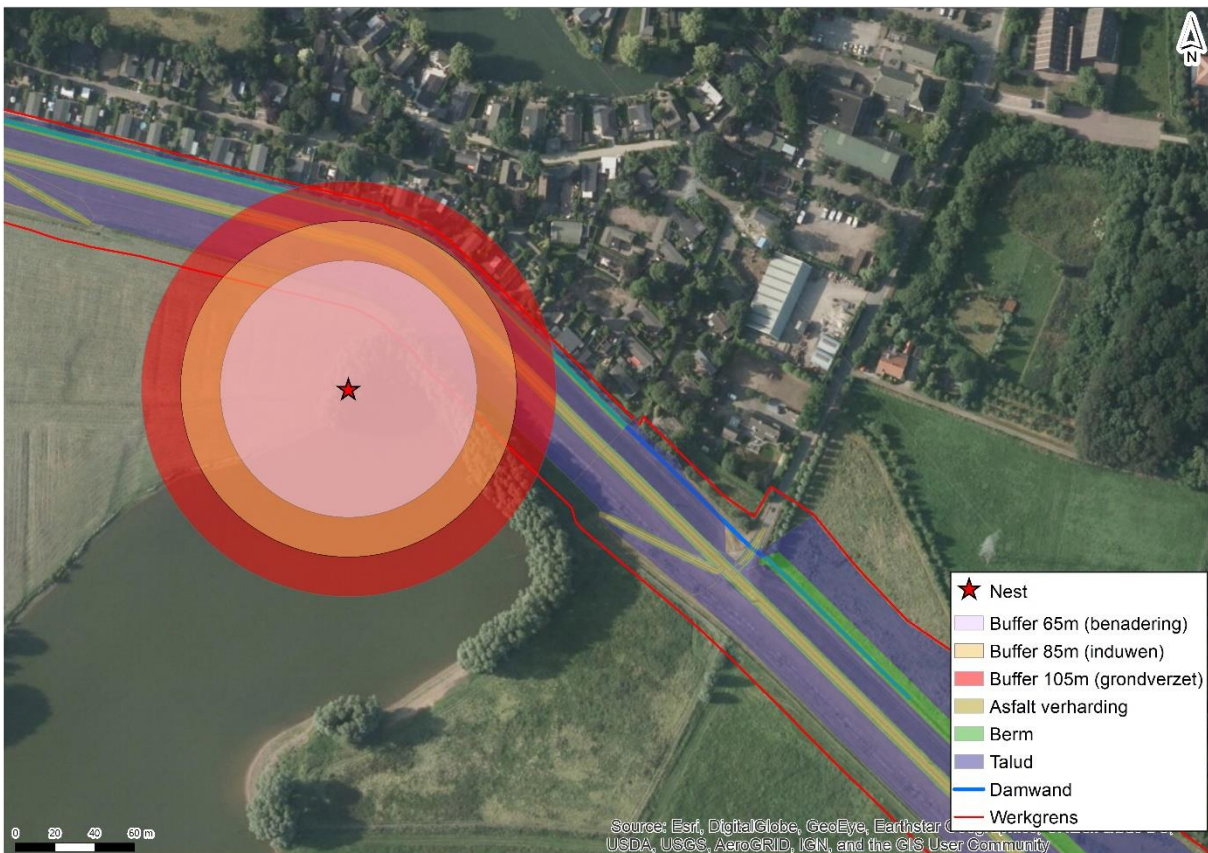 N
Nest
Buffer 65m (benadering)
Buffer 85m (induwen)
Buffer 105m (grondverzet)
Asfalt verharding
Berm
Talud
Damwand
Werkgrens
0 20 40 60 m
Source: Esri, DigitalGlobe, GeoEye, Earthstar
USDA, USGS, AeroGRID, IGN, and the GIS User Community